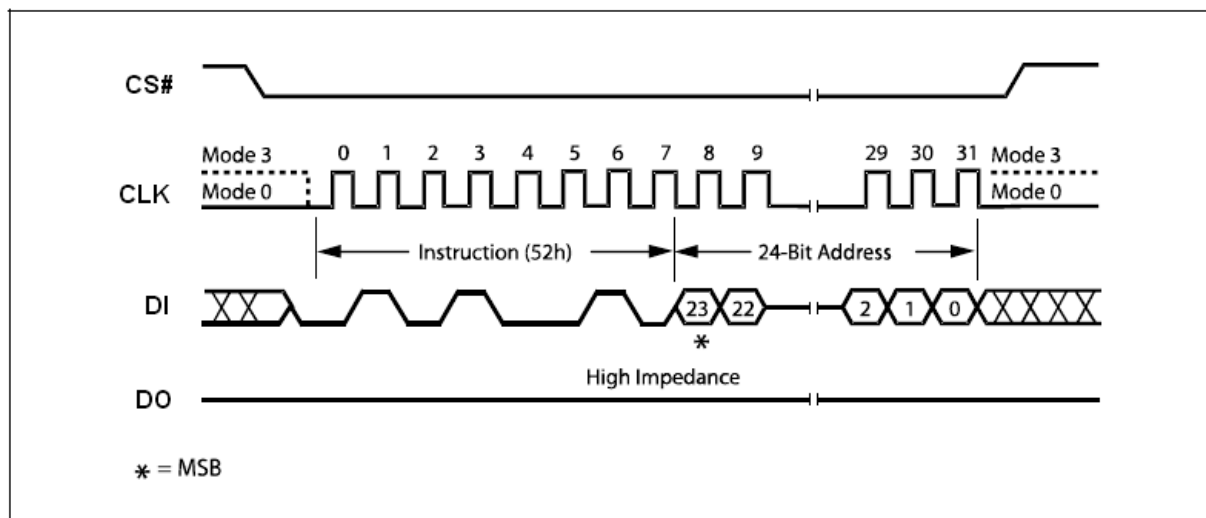 CS#
Mode 3 0 1 2 3 4 5 6 7 8 9 29 30 31 Mode 3
CLK Mode 0 Mode 0
Instruction (52h) 24-Bit Address
DI 23 22 2 1 0
*
High Impedance
DO
* = MSB